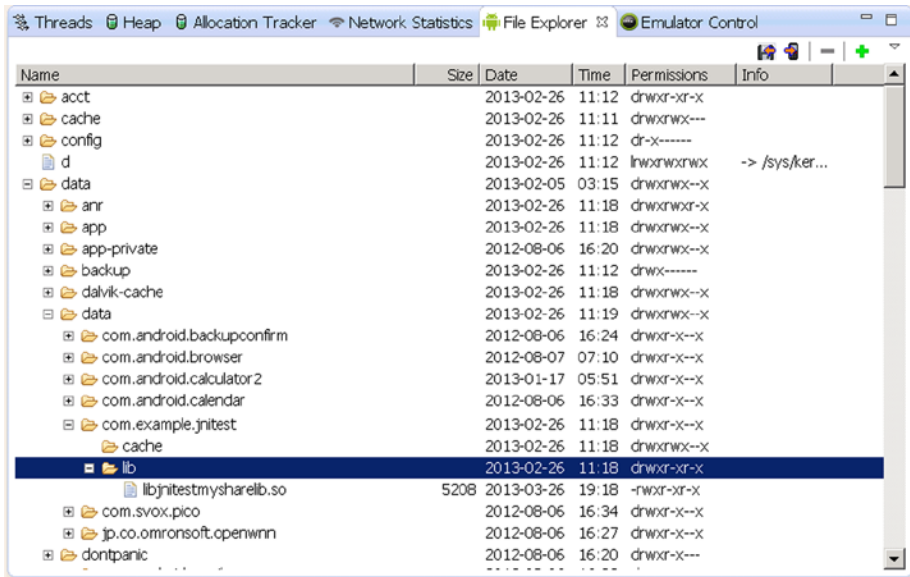 Threads Heap Allocation Tracker Network Statistics File Explorer Emulator Control
Name Size Date Time Permissions Info
acct 2013-02-26 11:12 drwxr-xr-x
cache 2013-02-26 11:11 drwxrwx---
config 2013-02-26 11:12 dr-x------
d 2013-02-26 11:12 lrwxrwxrwx -> /sys/ker...
data 2013-02-05 03:15 drwxrwx--x
anr 2013-02-26 11:18 drwxrwxr-x
app 2013-02-26 11:18 drwxrwx--x
app-private 2012-08-06 16:20 drwxrwx--x
backup 2013-02-26 11:12 drwx------
dalvik-cache 2013-02-26 11:18 drwxrwx--x
data 2013-02-26 11:19 drwxrwx--x
com.android.backupconfirm 2012-08-06 16:24 drwxr-x--x
com.android.browser 2012-08-07 07:10 drwxr-x--x
com.android.calculator2 2013-01-17 05:51 drwxr-x--x
com.android.calendar 2012-08-06 16:33 drwxr-x--x
com.example.jnitest 2013-02-26 11:18 drwxr-x--x
cache 2013-02-26 11:18 drwxrwx--x
lib 2013-02-26 11:18 drwxr-xr-x
libjnitestmysharelib.so 5208 2013-03-26 19:18 -rwxr-xr-x
com.svox.pico 2012-08-06 16:34 drwxr-x--x
jp.co.omronsoft.openwnn 2012-08-06 16:27 drwxr-x--x
dontpanic 2012-08-06 16:20 drwxr-x---